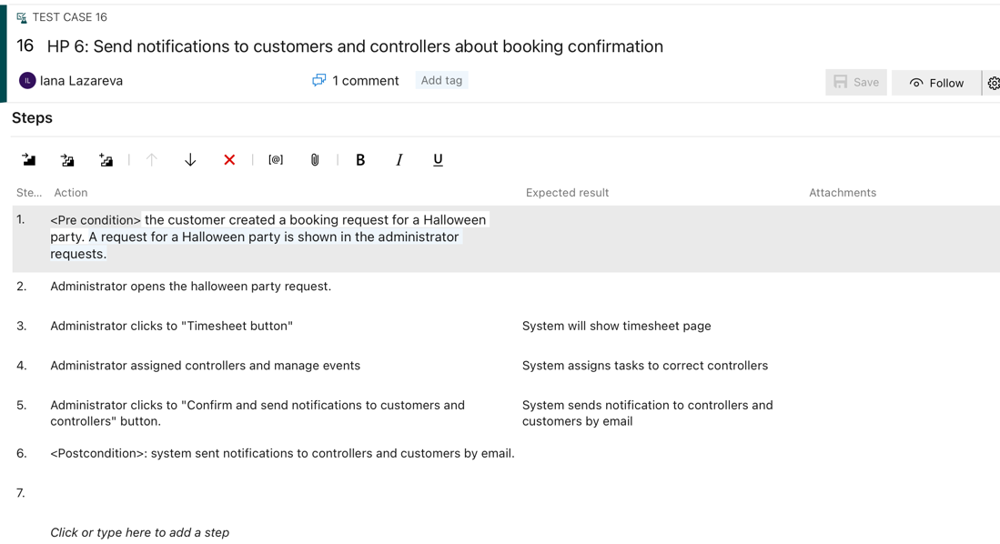 TEST CASE 16
16 HP 6: Send notifications to customers and controllers about booking confirmation
IL Iana Lazareva 1 comment Add tag Save Follow
Steps
[@] B I U
Ste... Action Expected result Attachments
1. <Pre condition> the customer created a booking request for a Halloween
party. A request for a Halloween party is shown in the administrator
requests.
2. Administrator opens the halloween party request.
3. Administrator clicks to "Timesheet button" System will show timesheet page
4. Administrator assigned controllers and manage events System assigns tasks to correct controllers
5. Administrator clicks to "Confirm and send notifications to customers and System sends notification to controllers and
controllers" button. customers by email
6. <Postcondition>: system sent notifications to controllers and customers by email.
7.
Click or type here to add a step